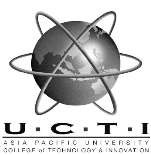 U·C·T·I
ASIA PACIFIC UNIVERSITY
COLLEGE of TECHNOLOGY & INNOVATION